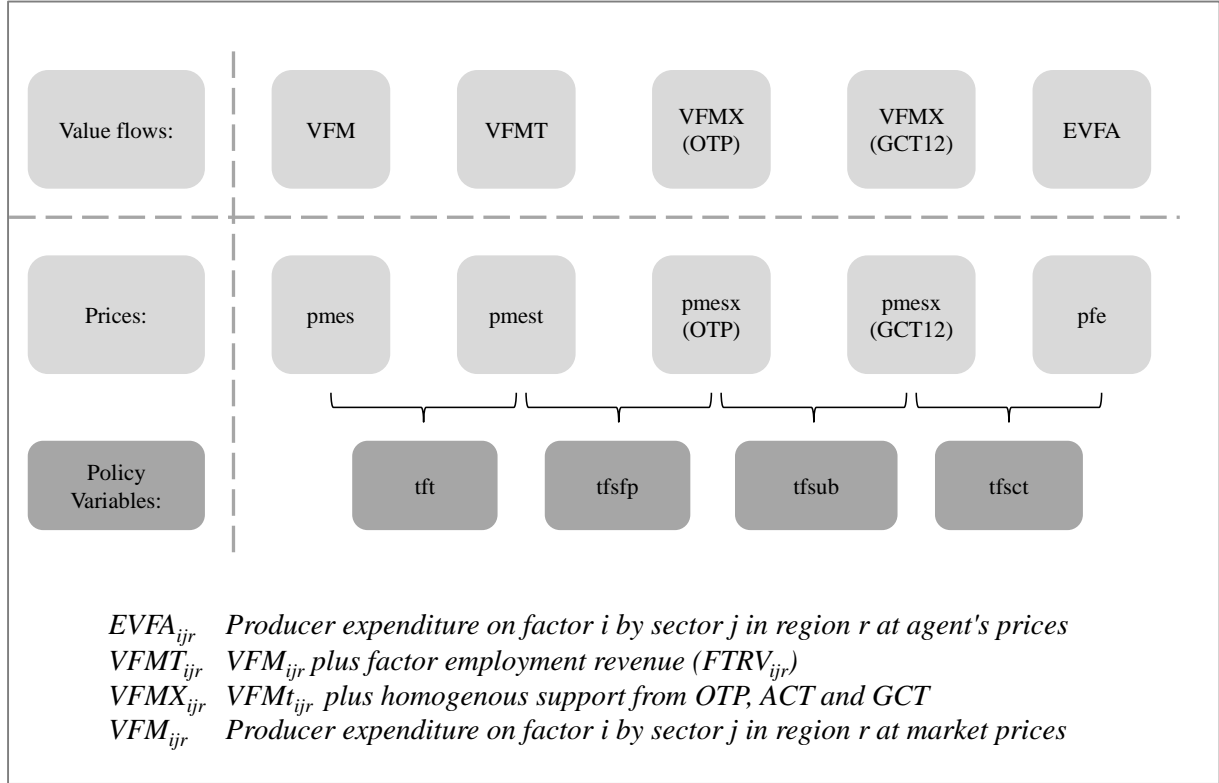 Value flows: VFM VFMT VFMX (OTP) VFMX (GCT12) EVFA
Prices: pmes pmest pmesx (OTP) pmesx (GCT12) pfe
Policy Variables: tft tfsfp tfsub tfsct
EVFA_ijr Producer expenditure on factor i by sector j in region r at agent's prices
VFMT_ijr VFM_ijr plus factor employment revenue (FTRV_ijr)
VFMX_ijr VFMt_ijr plus homogenous support from OTP, ACT and GCT
VFM_ijr Producer expenditure on factor i by sector j in region r at market prices